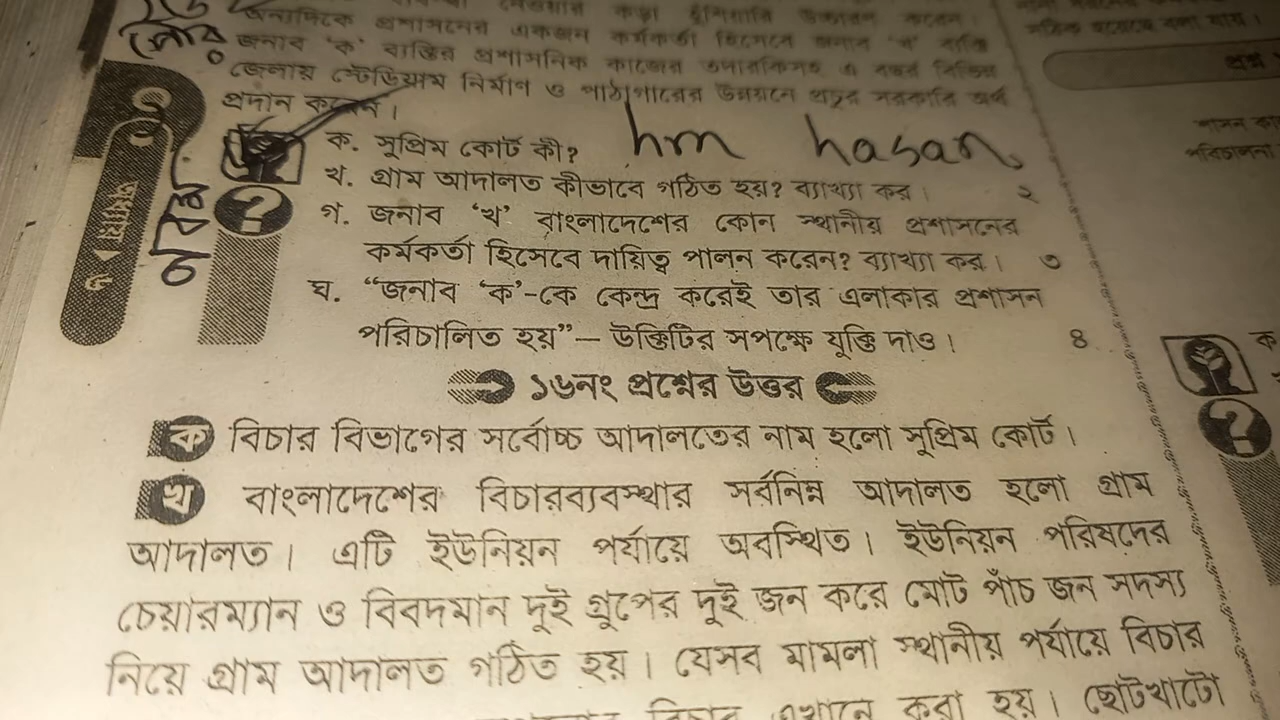 অন্যদিকে প্রশাসনের একজন কর্মকর্তা হিসেবে জনাব 'খ'
জনাব 'ক' ব্যক্তির প্রশাসনিক কাজের তদারকিসহ এ বছর বিভিন্ন
জেলায় স্টেডিয়াম নির্মাণ ও পাঠাগারের উন্নয়নে প্রচুর সরকারি অর্থ
প্রদান করেন।
ক. সুপ্রিম কোর্ট কী? hm hasan
খ. গ্রাম আদালত কীভাবে গঠিত হয়? ব্যাখ্যা কর। ২
গ. জনাব 'খ' বাংলাদেশের কোন স্থানীয় প্রশাসনের
কর্মকর্তা হিসেবে দায়িত্ব পালন করেন? ব্যাখ্যা কর। ৩
ঘ. "জনাব 'ক'-কে কেন্দ্র করেই তার এলাকার প্রশাসন
পরিচালিত হয়"— উক্তিটির সপক্ষে যুক্তি দাও। ৪
১৬নং প্রশ্নের উত্তর
ক বিচার বিভাগের সর্বোচ্চ আদালতের নাম হলো সুপ্রিম কোর্ট।
খ বাংলাদেশের বিচারব্যবস্থার সর্বনিম্ন আদালত হলো গ্রাম
আদালত। এটি ইউনিয়ন পর্যায়ে অবস্থিত। ইউনিয়ন পরিষদের
চেয়ারম্যান ও বিবদমান দুই গ্রুপের দুই জন করে মোট পাঁচ জন সদস্য
নিয়ে গ্রাম আদালত গঠিত হয়। যেসব মামলা স্থানীয় পর্যায়ে বিচার
বিচার এখানে করা হয়। ছোটখাটো